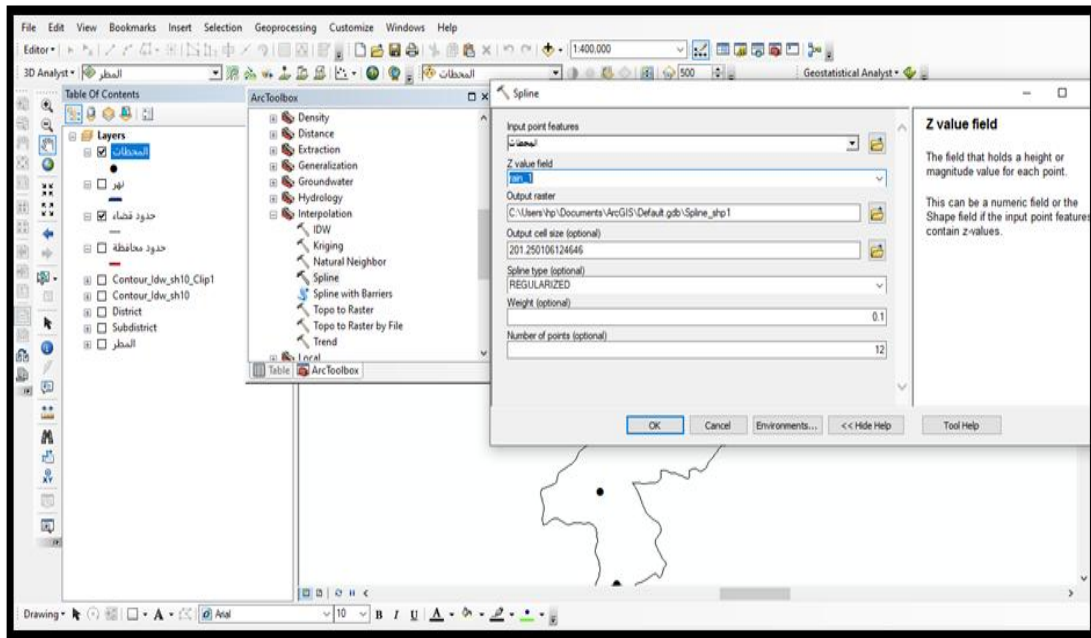 File Edit View Bookmarks Insert Selection Geoprocessing Customize Windows Help
Editor 1:400,000
3D Analyst المطر المحطات 500 Geostatistical Analyst
Table Of Contents
Layers
المحطات
نهر
حدود قضاء
حدود محافظة
Contour_Idw_sh10_Clip1
Contour_Idw_sh10
District
Subdistrict
المطر
ArcToolbox
Density
Distance
Extraction
Generalization
Groundwater
Hydrology
Interpolation
IDW
Kriging
Natural Neighbor
Spline
Spline with Barriers
Topo to Raster
Topo to Raster by File
Trend
Local
Table ArcToolbox
Spline
Input point features
المحطات
Z value field
rain_1
Output raster
C:\Users\hp\Documents\ArcGIS\Default.gdb\Spline_shp1
Output cell size (optional)
201.250106124646
Spline type (optional)
REGULARIZED
Weight (optional)
0.1
Number of points (optional)
12
OK Cancel Environments... << Hide Help Tool Help
Z value field
The field that holds a height or
magnitude value for each point.
This can be a numeric field or the
Shape field if the input point features
contain z-values.
Drawing A Arial 10 B I U A